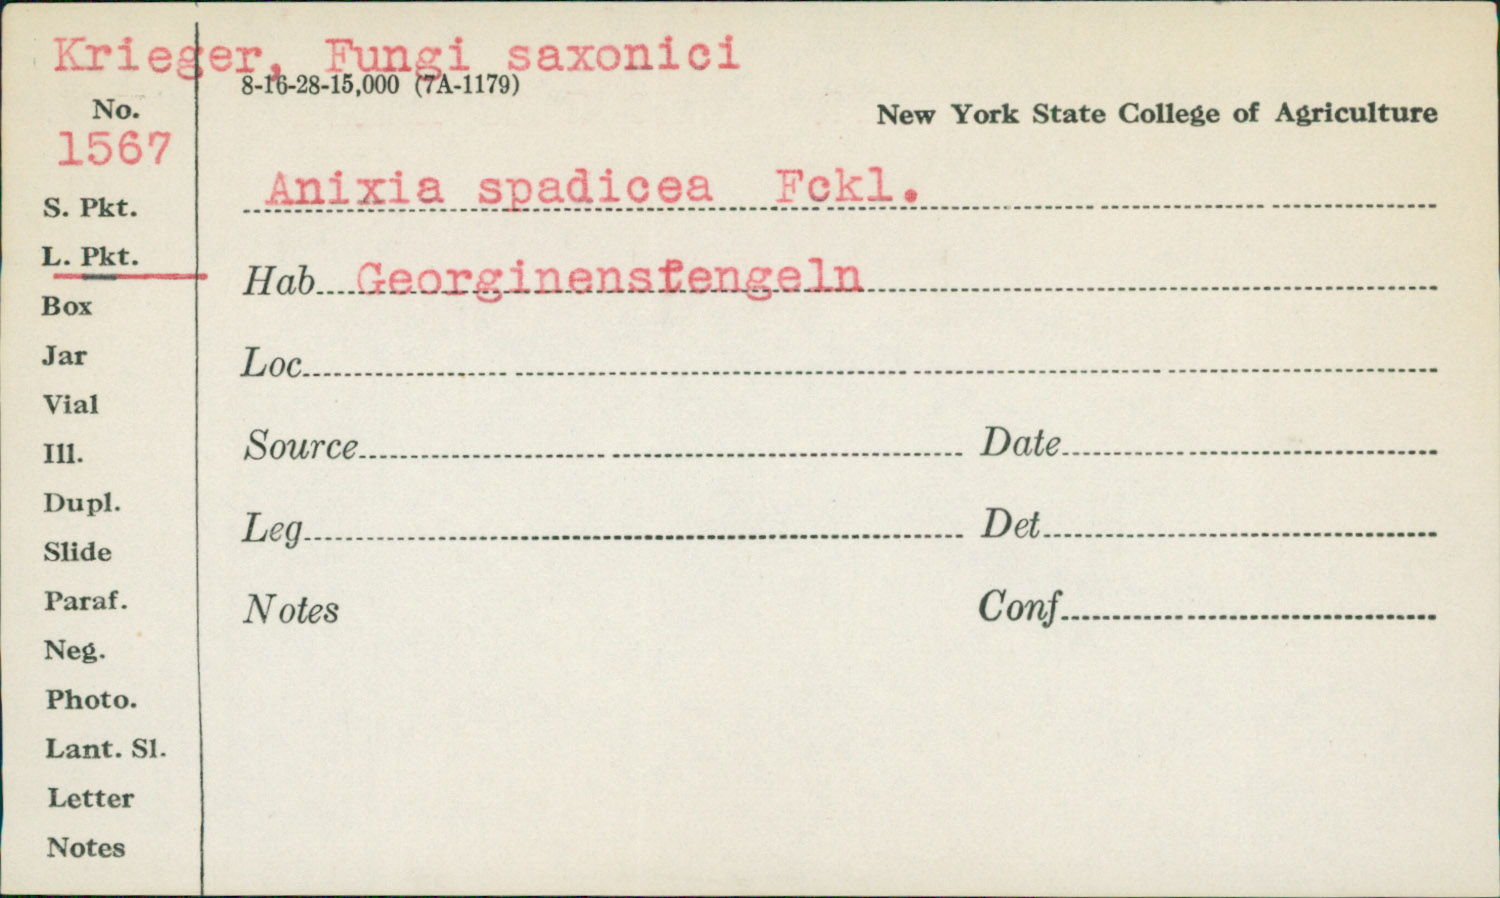 Krieger, Fungi saxonici
8-16-28-15,000 (7A-1179)
No.
New York State College of Agriculture
1567
Anixia spadicea Fckl.
S. Pkt.
L. Pkt.
Hab Georginenstengeln
Box
Jar
Loc
Vial
Source Date
Ill.
Dupl.
Leg Det
Slide
Paraf.
Notes Conf
Neg.
Photo.
Lant. Sl.
Letter
Notes